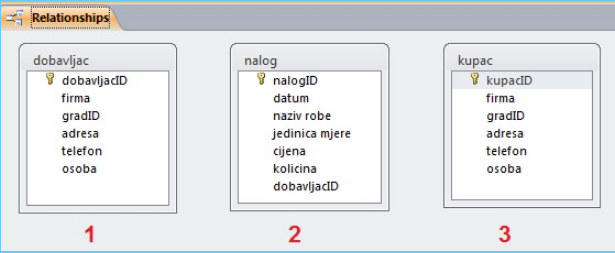 Relationships
dobavljac
dobavljacID
firma
gradID
adresa
telefon
osoba
nalog
nalogID
datum
naziv robe
jedinica mjere
cijena
kolicina
dobavljacID
kupac
kupacID
firma
gradID
adresa
telefon
osoba
1
2
3